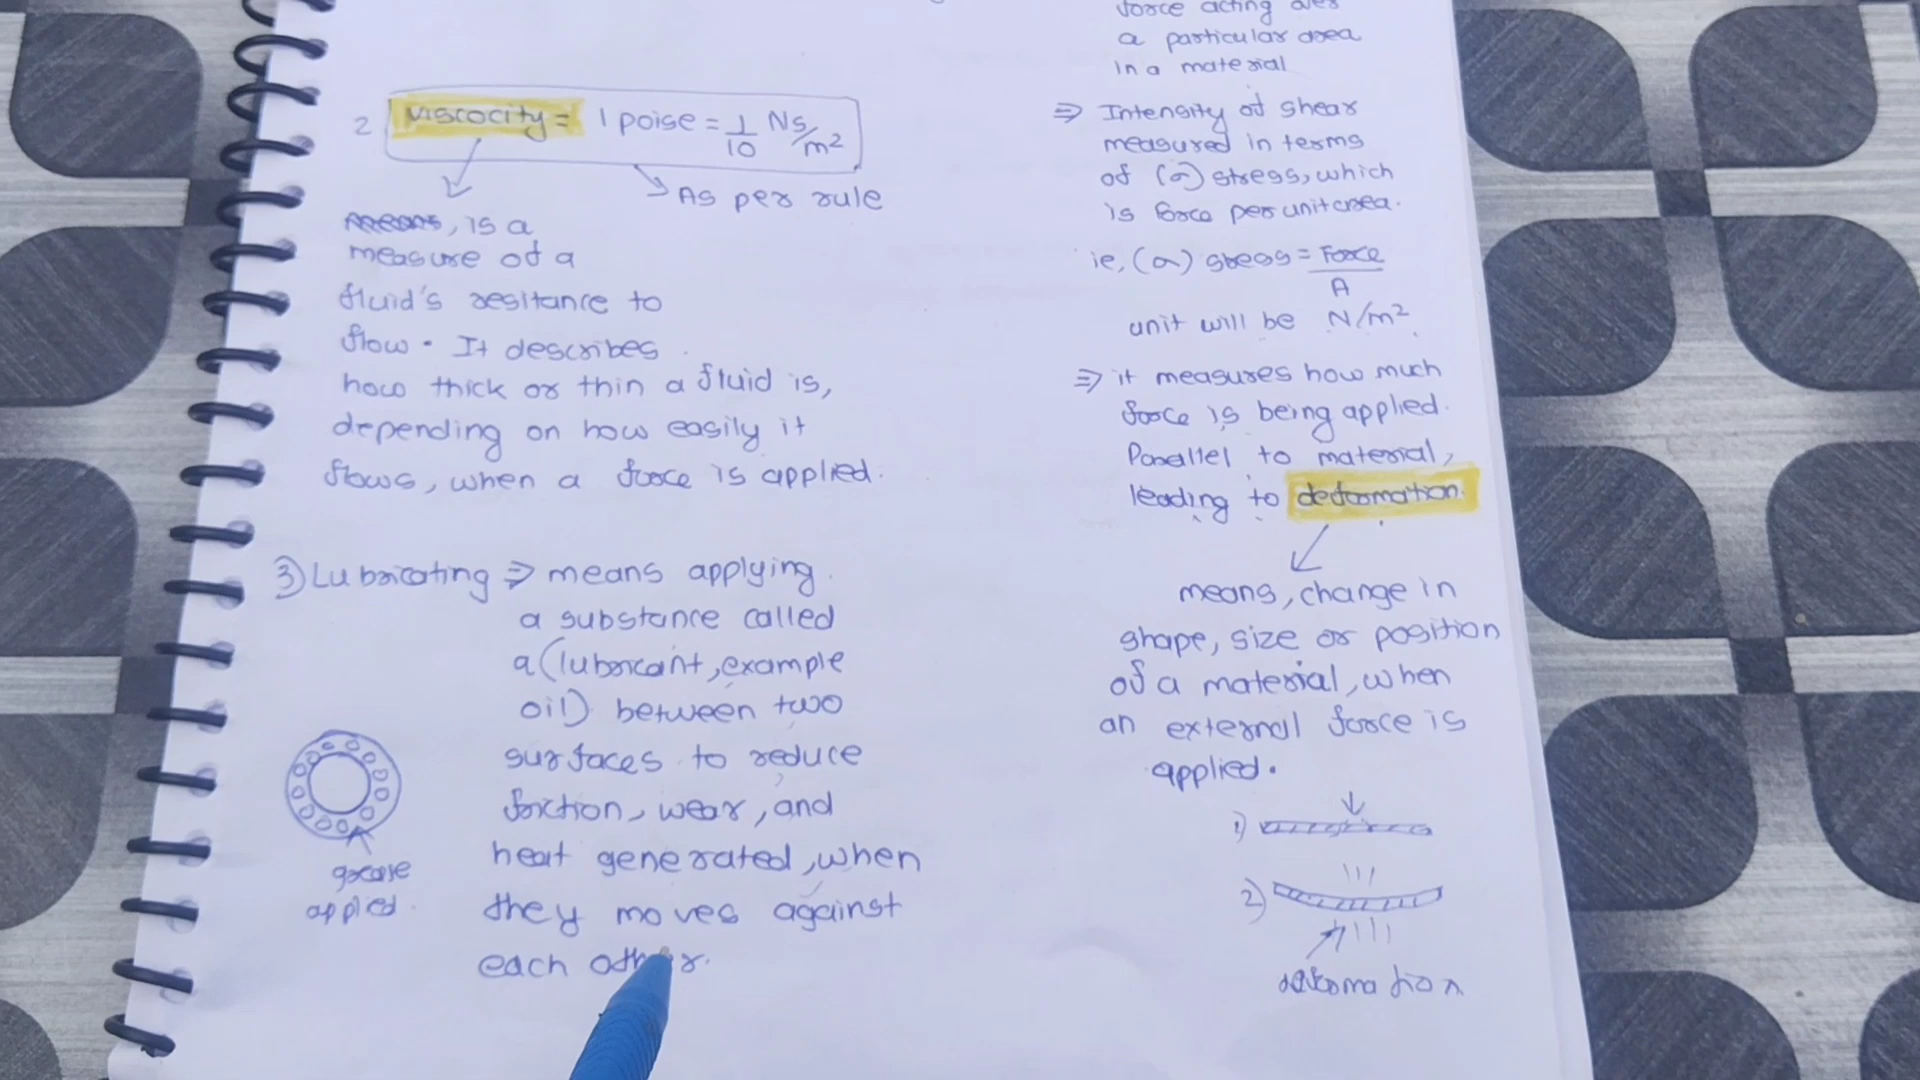 2 viscocity = 1 poise = 1/10 Ns/m²
As per rule
means, is a
measure of a
fluid's resitance to
flow. It describes
how thick or thin a fluid is,
depending on how easily it
flows, when a force is applied.
3) Lubricating ⇒ means applying
a substance called
a (lubricant, example
oil) between two
surfaces to reduce
friction, wear, and
heat generated, when
they moves against
each other.
grease
applied.
force acting over
a particular area
in a material
⇒ Intensity of shear
measured in terms
of (σ) stress, which
is force per unit area.
ie, (σ) stress = Force
A
unit will be N/m²
⇒ it measures how much
force is being applied.
Parallel to material,
leading to deformation.
means, change in
shape, size or position
of a material, when
an external force is
applied.
1)
2)
deformation